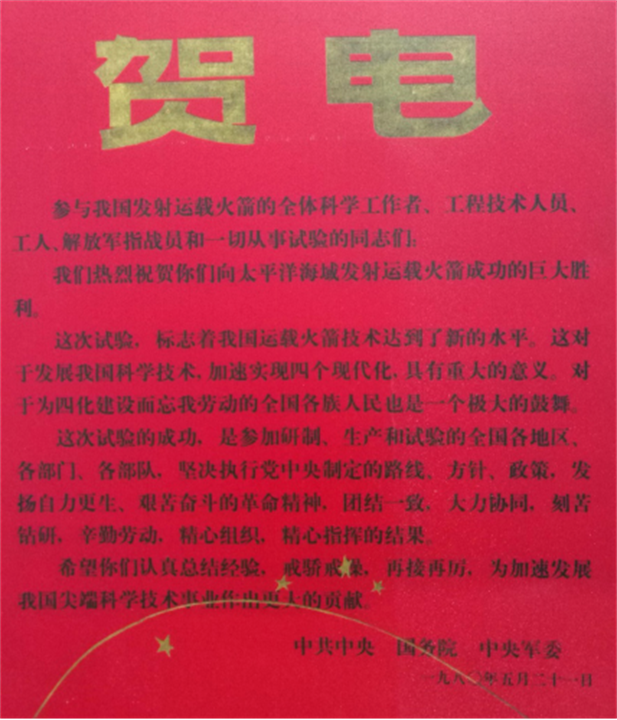 贺电
参与我国发射运载火箭的全体科学工作者、工程技术人员、
工人、解放军指战员和一切从事试验的同志们：
我们热烈祝贺你们向太平洋海域发射运载火箭成功的巨大胜
利。
这次试验，标志着我国运载火箭技术达到了新的水平。这对
于发展我国科学技术，加速实现四个现代化，具有重大的意义。对
于为四化建设而忘我劳动的全国各族人民也是一个极大的鼓舞。
这次试验的成功，是参加研制、生产和试验的全国各地区、
各部门、各部队，坚决执行党中央制定的路线、方针、政策，发
扬自力更生、艰苦奋斗的革命精神，团结一致，大力协同，刻苦
钻研，辛勤劳动，精心组织，精心指挥的结果。
希望你们认真总结经验，戒骄戒躁，再接再厉，为加速发展
我国尖端科学技术事业作出更大的贡献。
中共中央 国务院 中央军委
一九八〇年五月二十一日